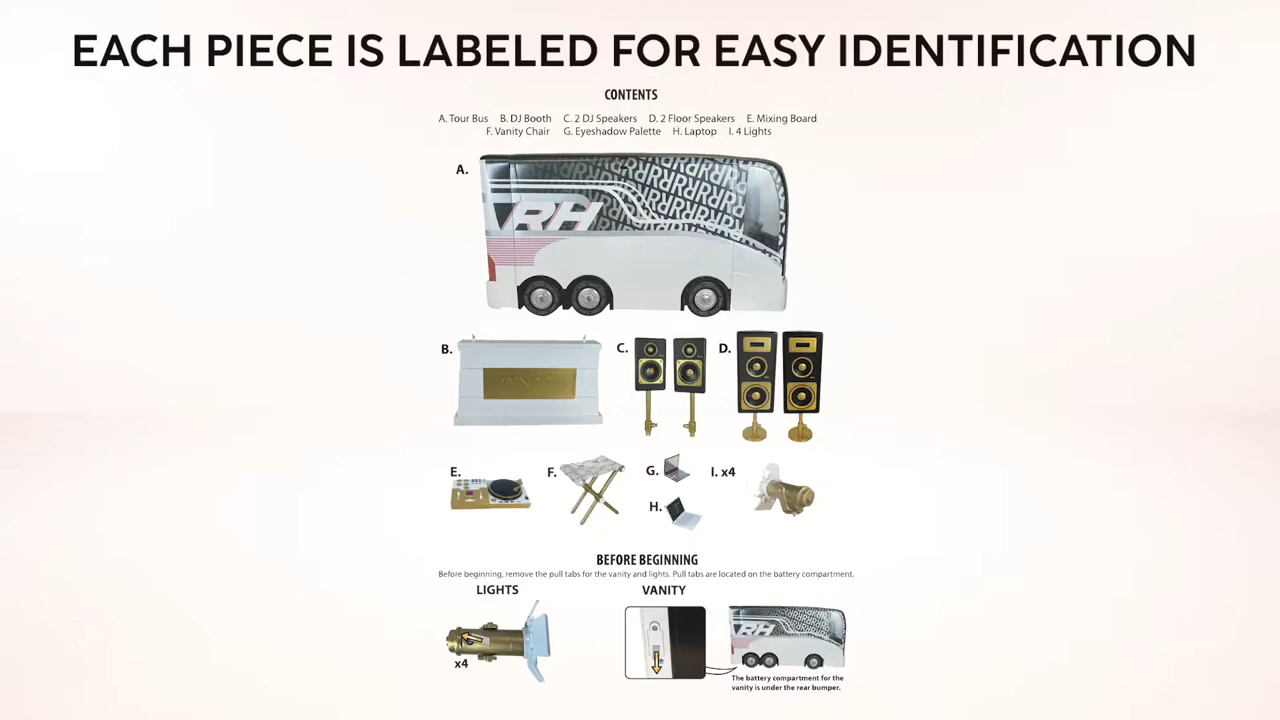 EACH PIECE IS LABELED FOR EASY IDENTIFICATION
CONTENTS
A. Tour Bus B. DJ Booth C. 2 DJ Speakers D. 2 Floor Speakers E. Mixing Board
F. Vanity Chair G. Eyeshadow Palette H. Laptop I. 4 Lights
A.
RH
B.
C.
D.
E.
F.
G.
I. x4
H.
BEFORE BEGINNING
Before beginning, remove the pull tabs for the vanity and lights. Pull tabs are located on the battery compartment.
LIGHTS
VANITY
RH
x4
The battery compartment for the
vanity is under the rear bumper.